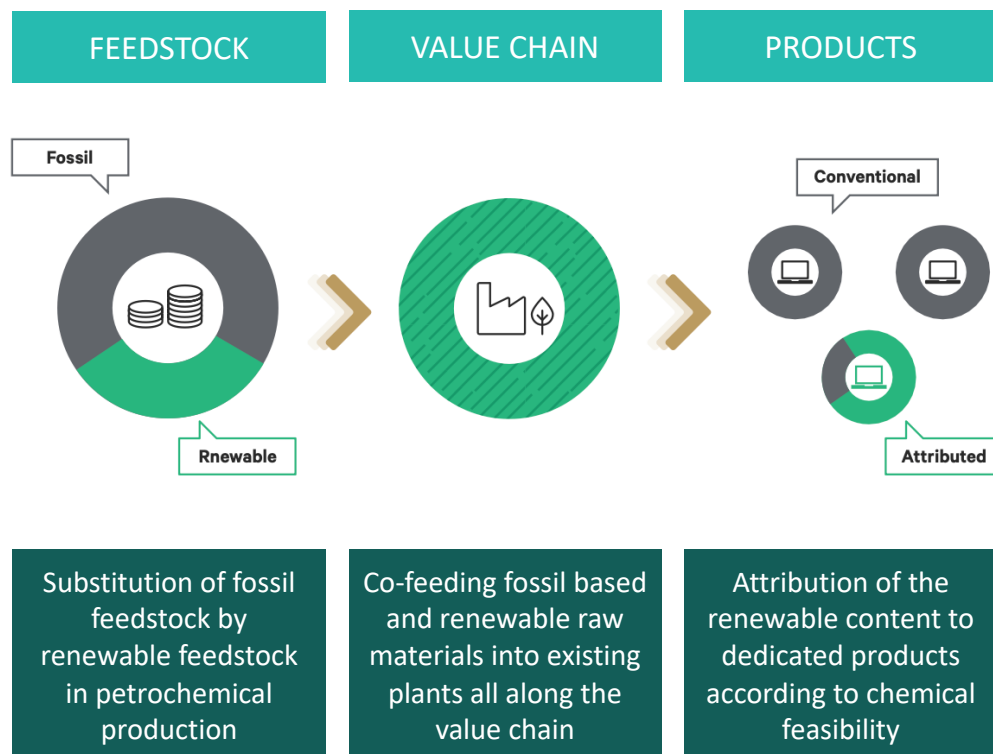 FEEDSTOCK
VALUE CHAIN
PRODUCTS
Fossil
Conventional
Rnewable
Attributed
Substitution of fossil
feedstock by
renewable feedstock
in petrochemical
production
Co-feeding fossil based
and renewable raw
materials into existing
plants all along the
value chain
Attribution of the
renewable content to
dedicated products
according to chemical
feasibility